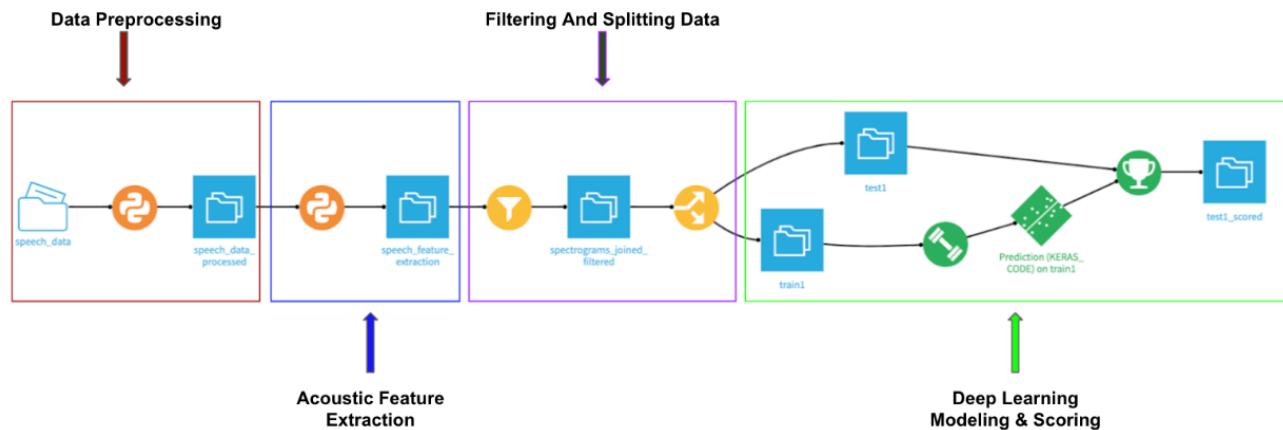 Data Preprocessing
Filtering And Splitting Data
speech_data
speech_data_
processed
speech_feature_
extraction
spectrograms_joined_
filtered
test1
train1
Prediction (KERAS_
CODE) on train1
test1_scored
Acoustic Feature
Extraction
Deep Learning
Modeling & Scoring